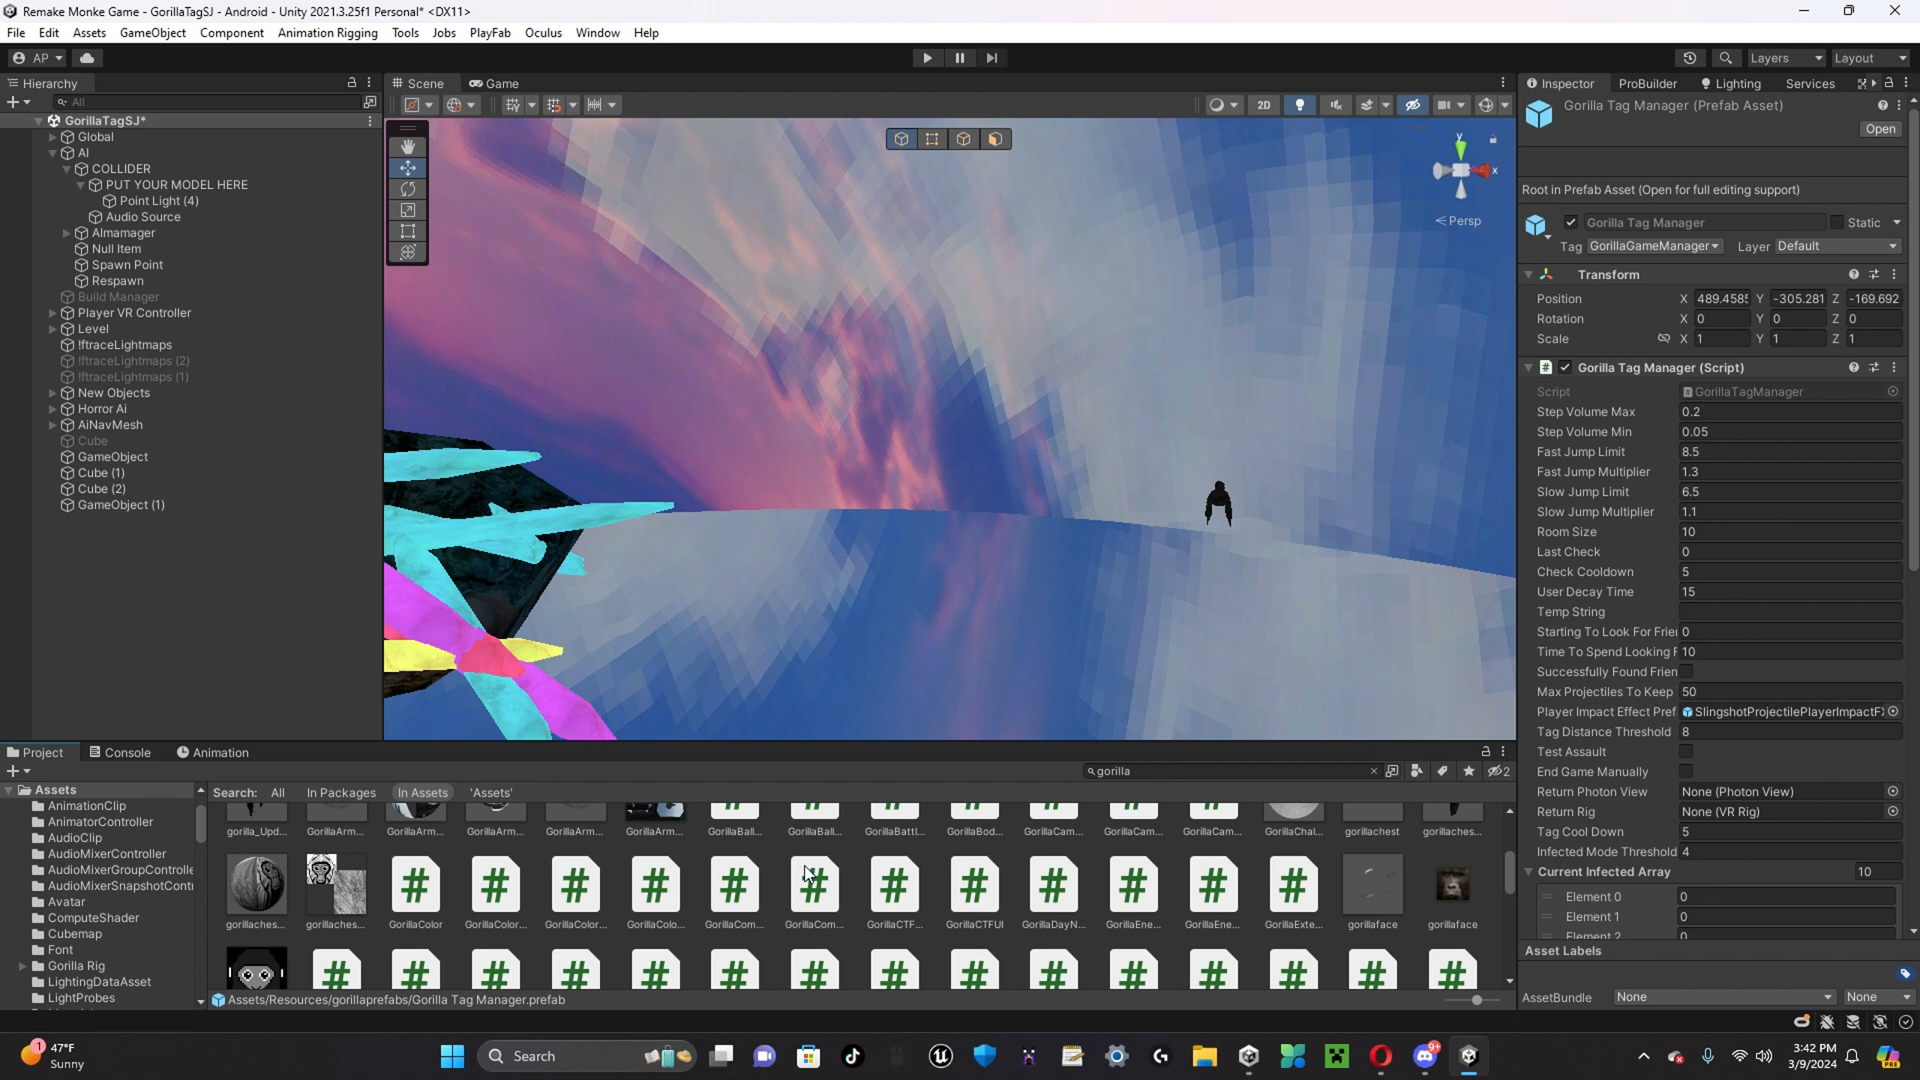 Remake Monke Game - GorillaTagSJ - Android - Unity 2021.3.25f1 Personal* <DX11>
File Edit Assets GameObject Component Animation Rigging Tools Jobs PlayFab Oculus Window Help
AP
Layers
Layout
Hierarchy
All
GorillaTagSJ*
Global
AI
COLLIDER
PUT YOUR MODEL HERE
Point Light (4)
Audio Source
AImamager
Null Item
Spawn Point
Respawn
Build Manager
Player VR Controller
Level
!ftraceLightmaps
!ftraceLightmaps (2)
!ftraceLightmaps (1)
New Objects
Horror Ai
AiNavMesh
Cube
GameObject
Cube (1)
Cube (2)
GameObject (1)
Scene
Game
2D
y
x
Persp
Inspector
ProBuilder
Lighting
Services
Gorilla Tag Manager (Prefab Asset)
Open
Root in Prefab Asset (Open for full editing support)
Gorilla Tag Manager
Static
Tag GorillaGameManager
Layer Default
Transform
Position X 489.4585 Y -305.281 Z -169.692
Rotation X 0 Y 0 Z 0
Scale X 1 Y 1 Z 1
# Gorilla Tag Manager (Script)
Script GorillaTagManager
Step Volume Max 0.2
Step Volume Min 0.05
Fast Jump Limit 8.5
Fast Jump Multiplier 1.3
Slow Jump Limit 6.5
Slow Jump Multiplier 1.1
Room Size 10
Last Check 0
Check Cooldown 5
User Decay Time 15
Temp String
Starting To Look For Frie 0
Time To Spend Looking F 10
Successfully Found Frien
Max Projectiles To Keep 50
Player Impact Effect Pref SlingshotProjectilePlayerImpactF
Tag Distance Threshold 8
Test Assault
End Game Manually
Return Photon View None (Photon View)
Return Rig None (VR Rig)
Tag Cool Down 5
Infected Mode Threshold 4
Current Infected Array 10
Element 0 0
Element 1 0
Element 2 0
Asset Labels
AssetBundle None None
Project
Console
Animation
gorilla
2
Assets
AnimationClip
AnimatorController
AudioClip
AudioMixerController
AudioMixerGroupControlle
AudioMixerSnapshotContr
Avatar
ComputeShader
Cubemap
Font
Gorilla Rig
LightingDataAsset
LightProbes
Search: All In Packages In Assets 'Assets'
gorilla_Upd... GorillaArm... GorillaArm... GorillaArm... GorillaArm... GorillaArm... GorillaBall... GorillaBall... GorillaBattl... GorillaBod... GorillaCam... GorillaCam... GorillaCam... GorillaChal... gorillachest gorillaches...
# # # # # # # # # # # #
gorillaches... gorillaches... GorillaColor GorillaColor... GorillaColor... GorillaColo... GorillaCom... GorillaCom... GorillaCTF... GorillaCTFUI GorillaDayN... GorillaEne... GorillaEne... GorillaExte... gorillaface gorillaface
# # # # # # # # # # # # # # #
Assets/Resources/gorillaprefabs/Gorilla Tag Manager.prefab
1
47°F
Sunny
Search
9+
PRE
3:42 PM
3/9/2024